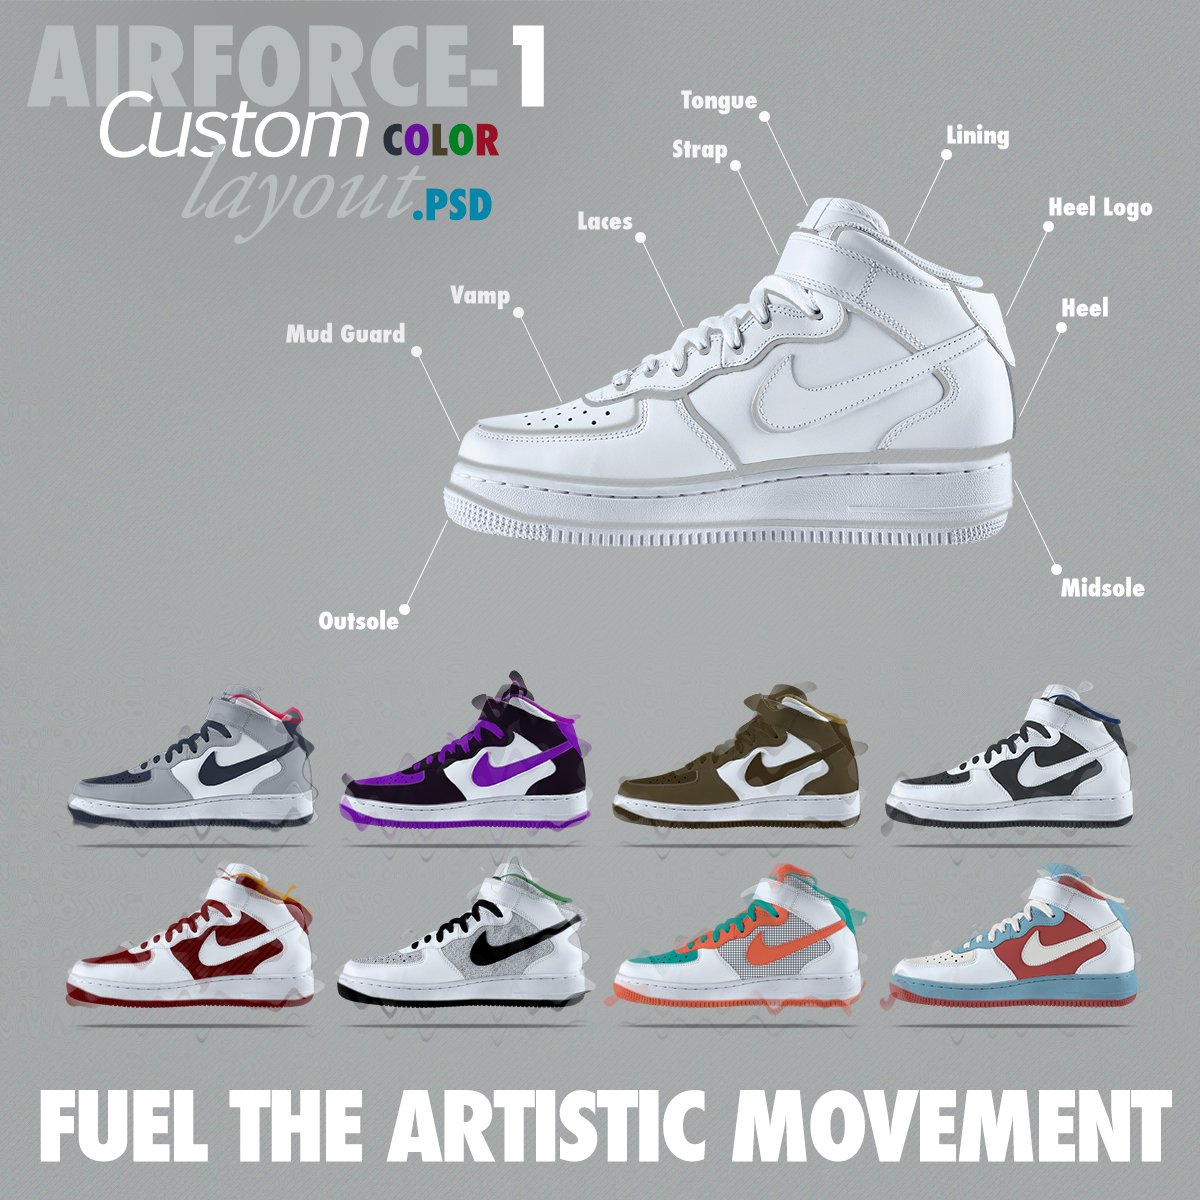 AIRFORCE-1
Custom COLOR
layout.PSD
Tongue
Lining
Strap
Heel Logo
Laces
Vamp
Heel
Mud Guard
Midsole
Outsole
FUEL THE ARTISTIC MOVEMENT